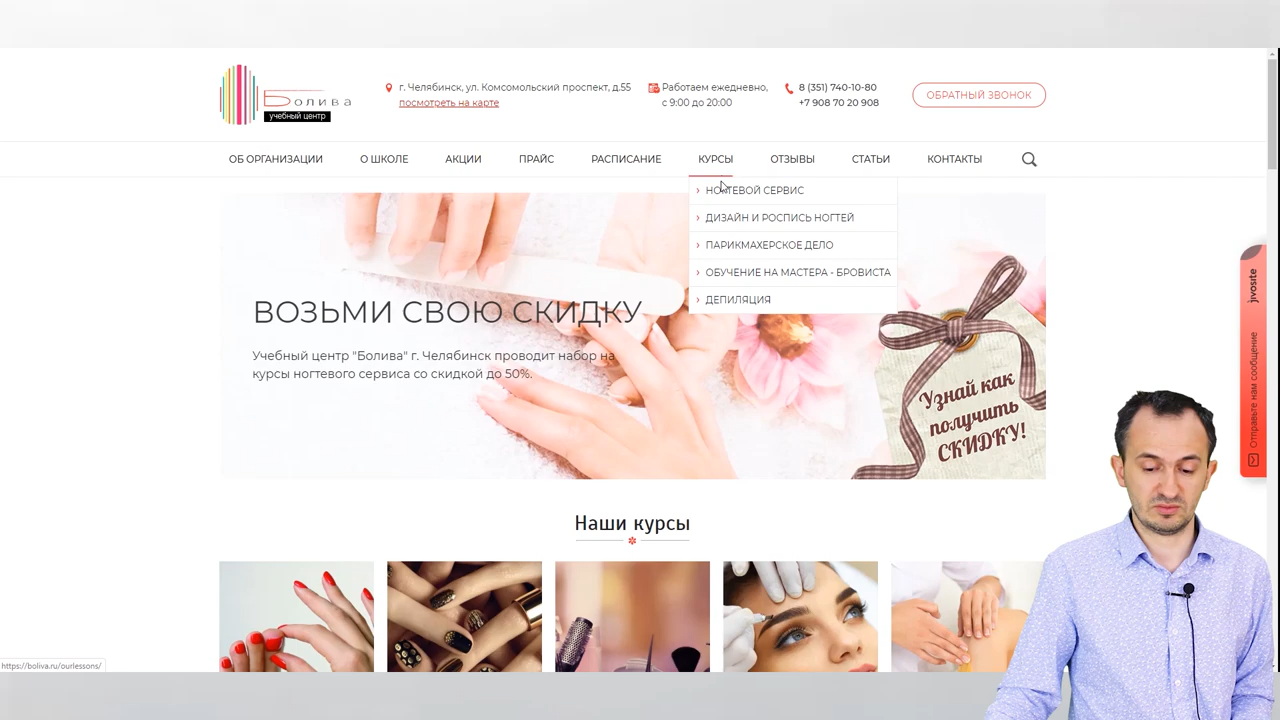 Болива
учебный центр
г. Челябинск, ул. Комсомольский проспект, д.55
посмотреть на карте
Работаем ежедневно,
с 9:00 до 20:00
8 (351) 740-10-80
+7 908 70 20 908
ОБРАТНЫЙ ЗВОНОК
ОБ ОРГАНИЗАЦИИ
О ШКОЛЕ
АКЦИИ
ПРАЙС
РАСПИСАНИЕ
КУРСЫ
ОТЗЫВЫ
СТАТЬИ
КОНТАКТЫ
НОГТЕВОЙ СЕРВИС
ДИЗАЙН И РОСПИСЬ НОГТЕЙ
ПАРИКМАХЕРСКОЕ ДЕЛО
ОБУЧЕНИЕ НА МАСТЕРА - БРОВИСТА
ДЕПИЛЯЦИЯ
ВОЗЬМИ СВОЮ СКИДКУ
Учебный центр "Болива" г. Челябинск проводит набор на
курсы ногтевого сервиса со скидкой до 50%.
Узнай как
получить
СКИДКУ!
jivosite
Отправьте нам сообщение
Наши курсы
https://boliva.ru/ourlessons/